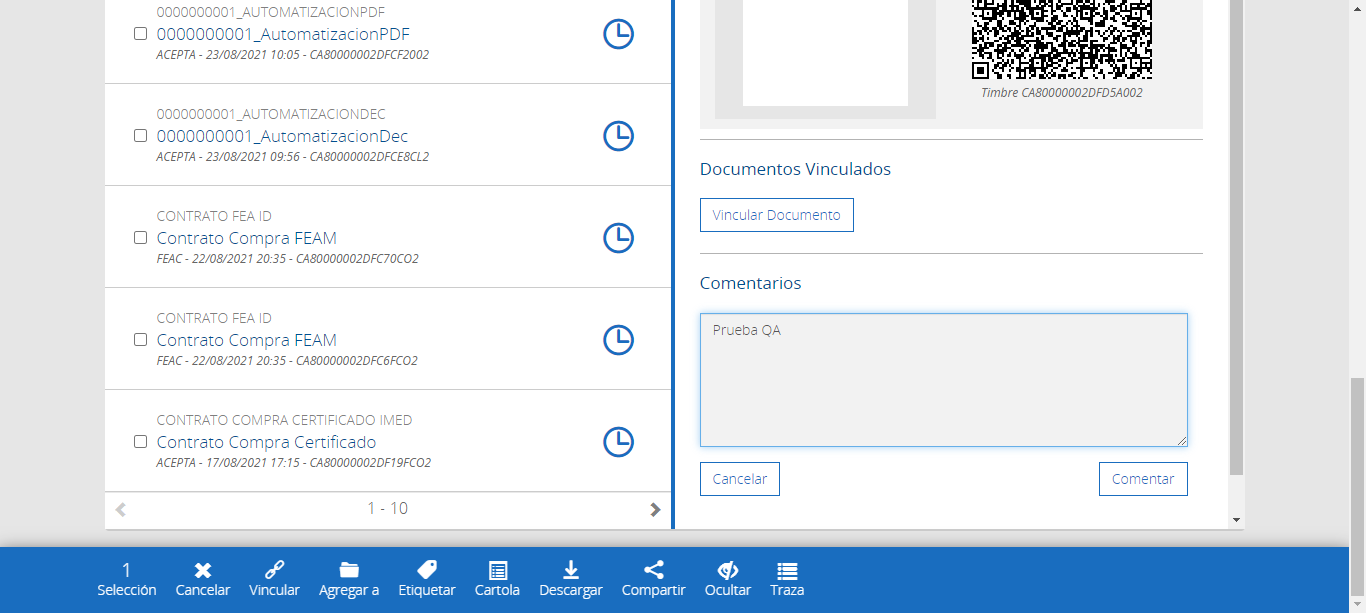 0000000001_AUTOMATIZACIONPDF
0000000001_AutomatizacionPDF
ACEPTA - 23/08/2021 10:05 - CA80000002DFCF2002
0000000001_AUTOMATIZACIONDEC
0000000001_AutomatizacionDec
ACEPTA - 23/08/2021 09:56 - CA80000002DFCE8CL2
CONTRATO FEA ID
Contrato Compra FEAM
FEAC - 22/08/2021 20:35 - CA80000002DFC70CO2
CONTRATO FEA ID
Contrato Compra FEAM
FEAC - 22/08/2021 20:35 - CA80000002DFC6FCO2
CONTRATO COMPRA CERTIFICADO IMED
Contrato Compra Certificado
ACEPTA - 17/08/2021 17:15 - CA80000002DF19FCO2
1 - 10
Timbre CA80000002DFD5A002
Documentos Vinculados
Vincular Documento
Comentarios
Prueba QA
Cancelar
Comentar
1
Selección
Cancelar
Vincular
Agregar a
Etiquetar
Cartola
Descargar
Compartir
Ocultar
Traza